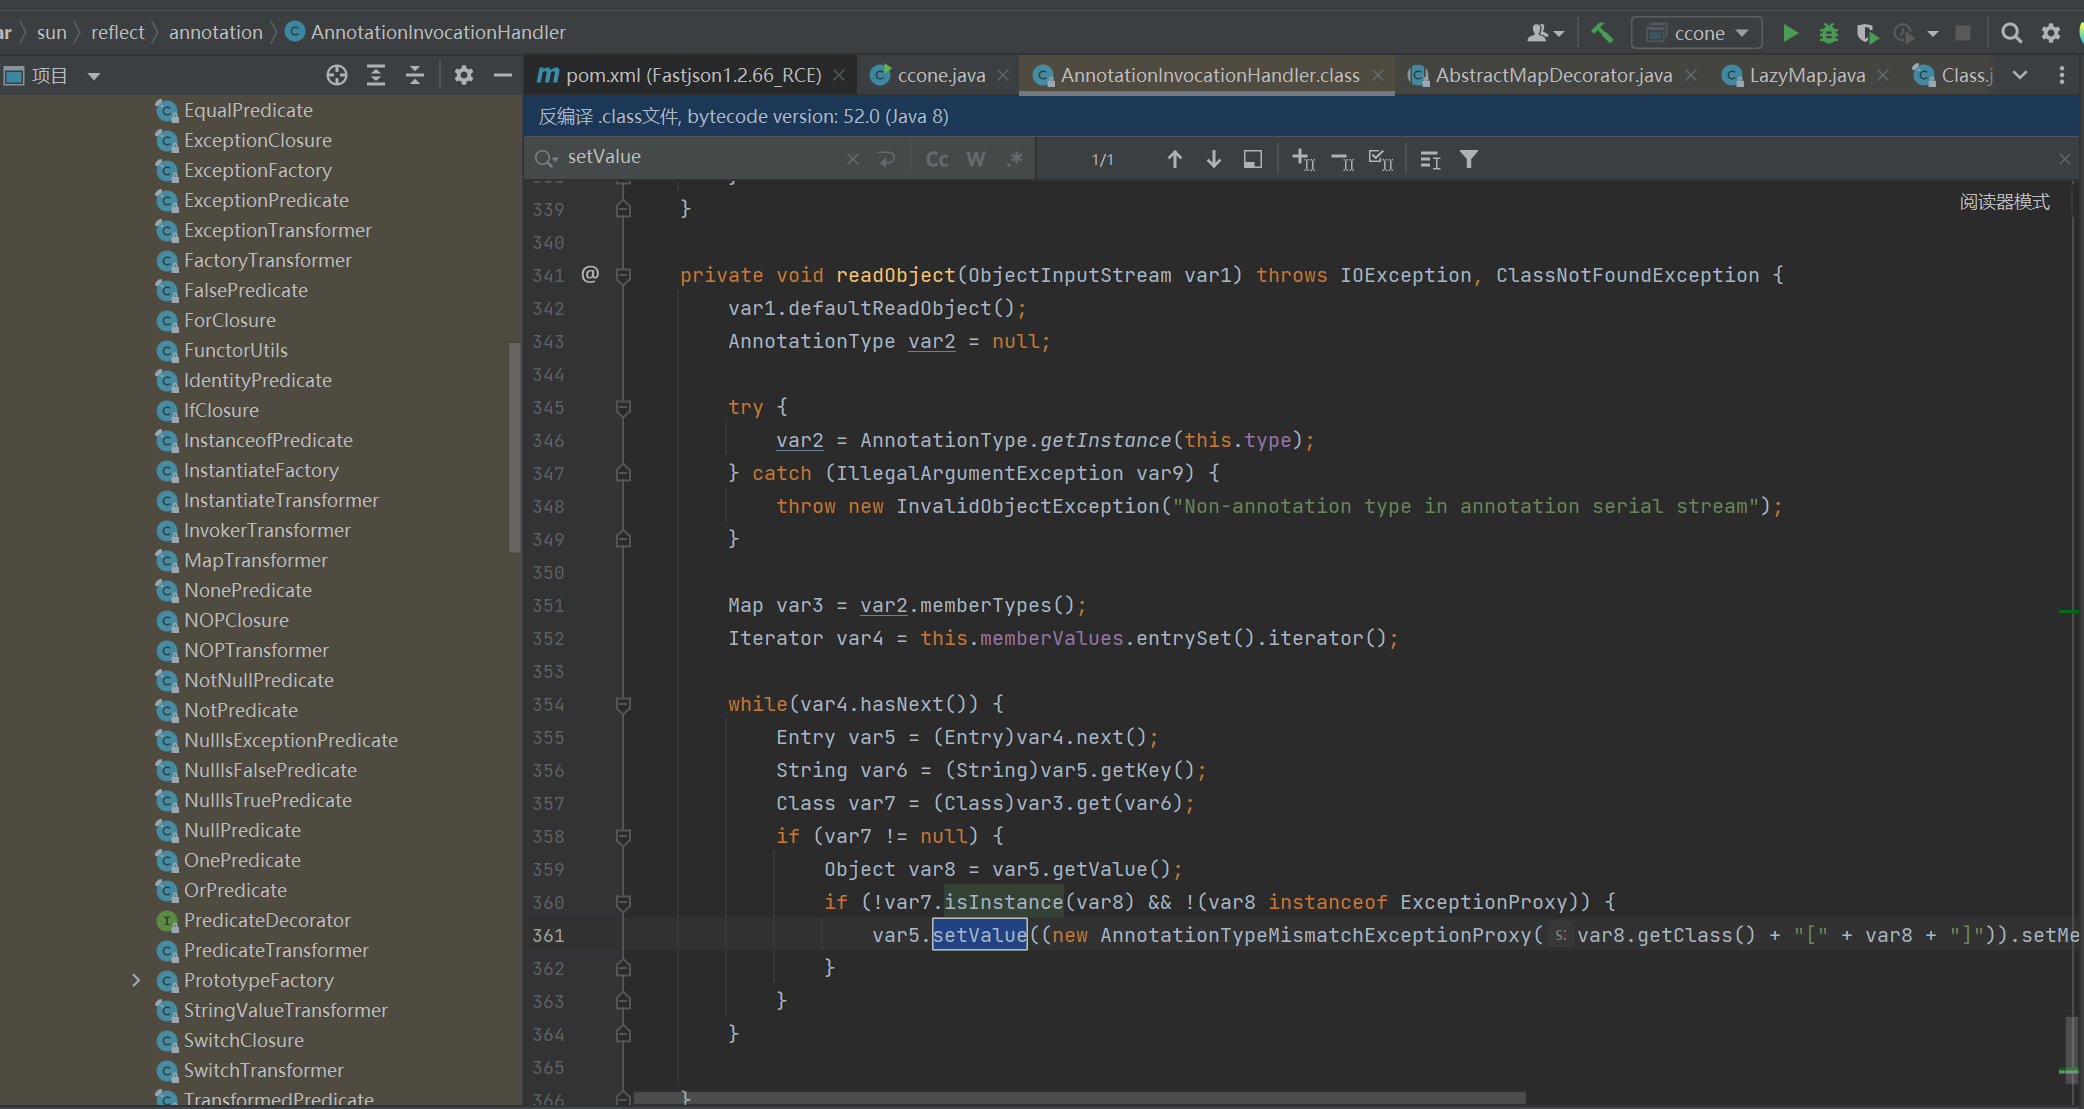 ar 〉 sun 〉 reflect 〉 annotation 〉 AnnotationInvocationHandler
ccone
项目
pom.xml (Fastjson1.2.66_RCE)
ccone.java
AnnotationInvocationHandler.class
AbstractMapDecorator.java
LazyMap.java
Class.j
EqualPredicate
ExceptionClosure
ExceptionFactory
ExceptionPredicate
ExceptionTransformer
FactoryTransformer
FalsePredicate
ForClosure
FunctorUtils
IdentityPredicate
IfClosure
InstanceofPredicate
InstantiateFactory
InstantiateTransformer
InvokerTransformer
MapTransformer
NonePredicate
NOPClosure
NOPTransformer
NotNullPredicate
NotPredicate
NullIsExceptionPredicate
NullIsFalsePredicate
NullIsTruePredicate
NullPredicate
OnePredicate
OrPredicate
PredicateDecorator
PredicateTransformer
PrototypeFactory
StringValueTransformer
SwitchClosure
SwitchTransformer
TransformedPredicate
反编译 .class文件, bytecode version: 52.0 (Java 8)
setValue
Cc W .*
1/1
阅读器模式
339 }
340
341 @ private void readObject(ObjectInputStream var1) throws IOException, ClassNotFoundException {
342 var1.defaultReadObject();
343 AnnotationType var2 = null;
344
345 try {
346 var2 = AnnotationType.getInstance(this.type);
347 } catch (IllegalArgumentException var9) {
348 throw new InvalidObjectException("Non-annotation type in annotation serial stream");
349 }
350
351 Map var3 = var2.memberTypes();
352 Iterator var4 = this.memberValues.entrySet().iterator();
353
354 while(var4.hasNext()) {
355 Entry var5 = (Entry)var4.next();
356 String var6 = (String)var5.getKey();
357 Class var7 = (Class)var3.get(var6);
358 if (var7 != null) {
359 Object var8 = var5.getValue();
360 if (!var7.isInstance(var8) && !(var8 instanceof ExceptionProxy)) {
361 var5.setValue((new AnnotationTypeMismatchExceptionProxy( s: var8.getClass() + "[" + var8 + "]")).setMe
362 }
363 }
364 }
365
366 }